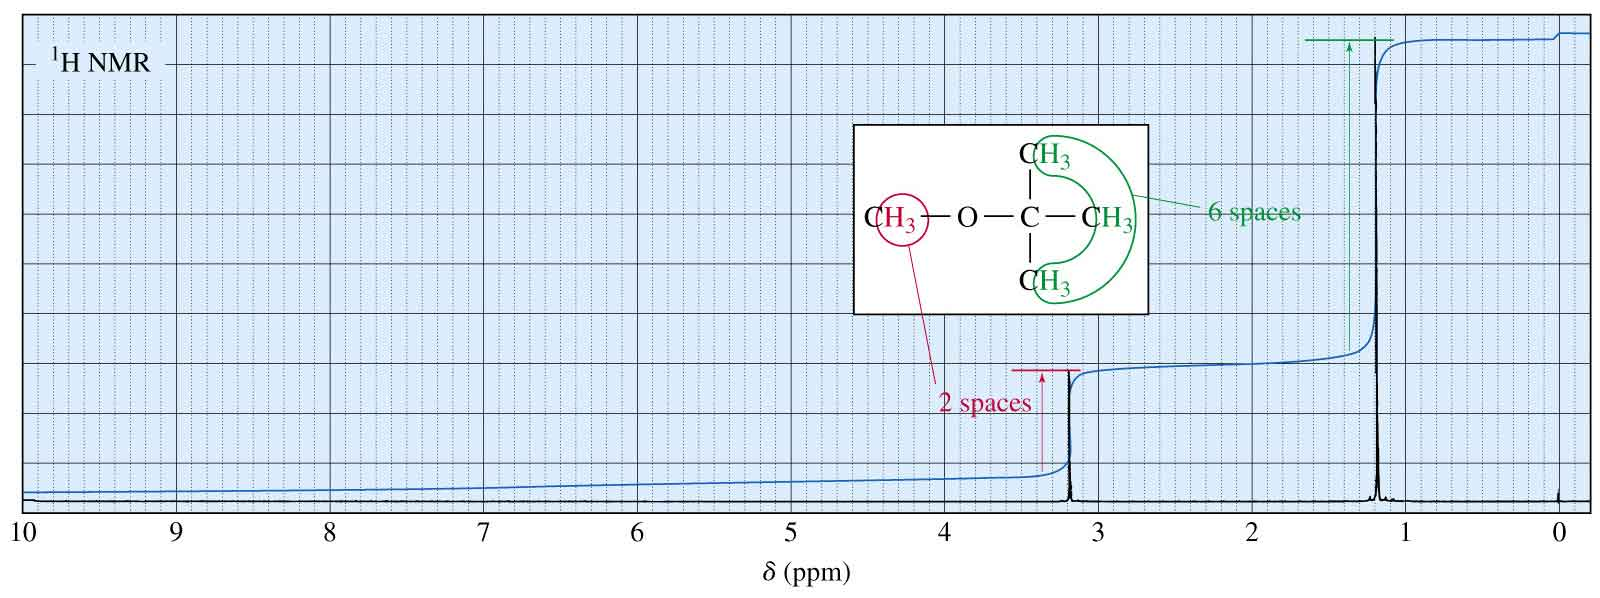 ¹H NMR
CH₃
CH₃ O C CH₃
6 spaces
CH₃
2 spaces
10 9 8 7 6 5 4 3 2 1 0
δ (ppm)